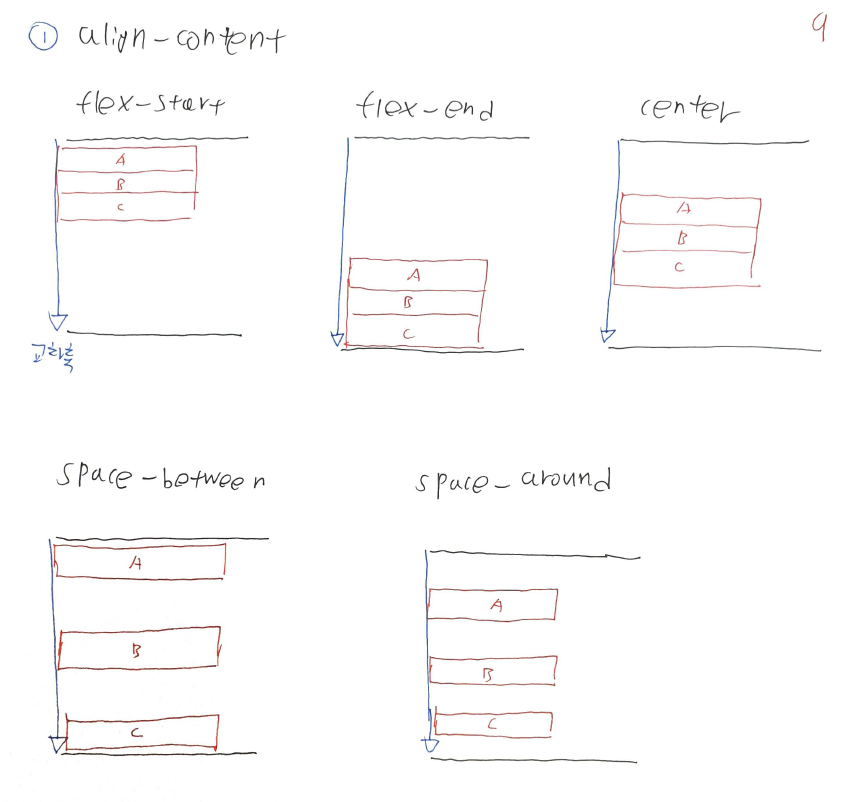 ① align-content
9
flex-start
flex-end
center
A
B
C
A
B
C
A
B
C
교차축
space-between
space-around
A
B
C
A
B
C